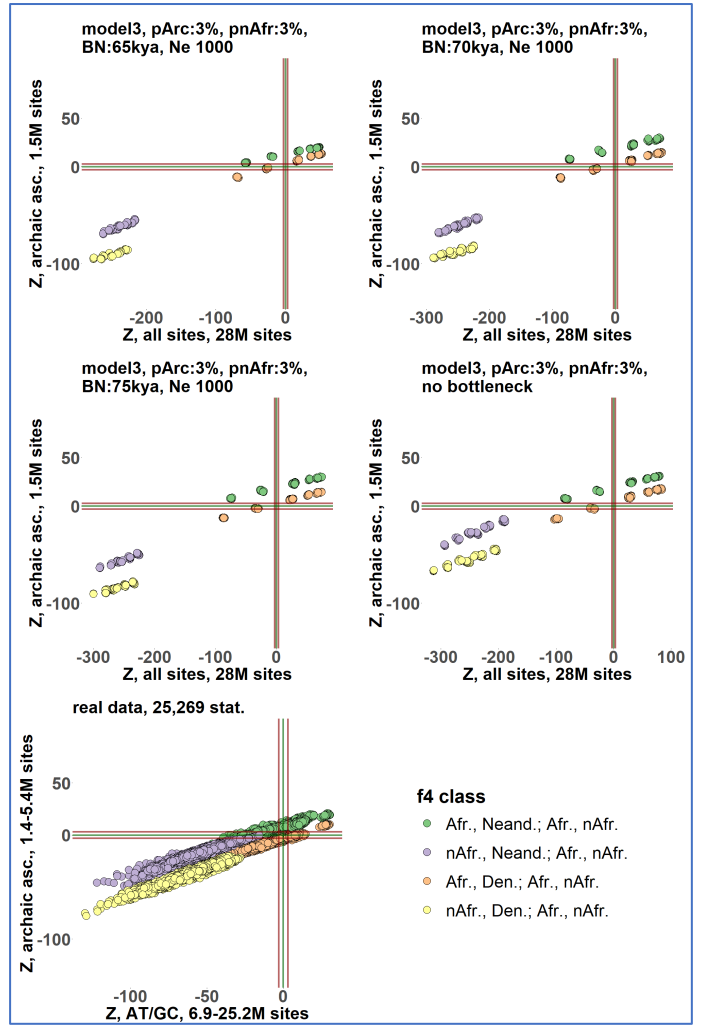 model3, pArc:3%, pnAfr:3%,
BN:65kya, Ne 1000
Z, archaic asc., 1.5M sites
50
0
-100
-200
-100
0
Z, all sites, 28M sites
model3, pArc:3%, pnAfr:3%,
BN:70kya, Ne 1000
Z, archaic asc., 1.5M sites
50
0
-100
-300
-200
-100
0
Z, all sites, 28M sites
model3, pArc:3%, pnAfr:3%,
BN:75kya, Ne 1000
Z, archaic asc., 1.5M sites
50
0
-100
-300
-200
-100
0
Z, all sites, 28M sites
model3, pArc:3%, pnAfr:3%,
no bottleneck
Z, archaic asc., 1.5M sites
50
0
-100
-300
-200
-100
0
100
Z, all sites, 28M sites
real data, 25,269 stat.
Z, archaic asc., 1.4-5.4M sites
50
0
-100
-100
-50
0
Z, AT/GC, 6.9-25.2M sites
f4 class
Afr., Neand.; Afr., nAfr.
nAfr., Neand.; Afr., nAfr.
Afr., Den.; Afr., nAfr.
nAfr., Den.; Afr., nAfr.